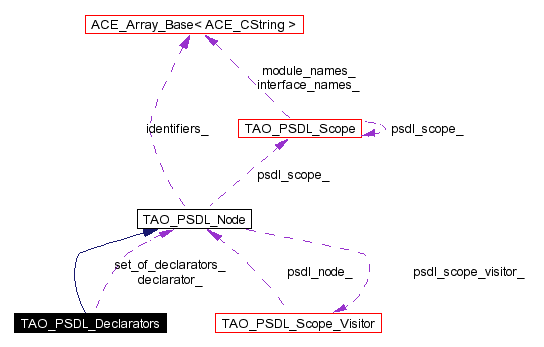 ACE_Array_Base< ACE_CString >
module_names_
interface_names_
identifiers_
TAO_PSDL_Scope
psdl_scope_
psdl_scope_
TAO_PSDL_Node
set_of_declarators_
declarator_
psdl_node_
psdl_scope_visitor_
TAO_PSDL_Declarators
TAO_PSDL_Scope_Visitor